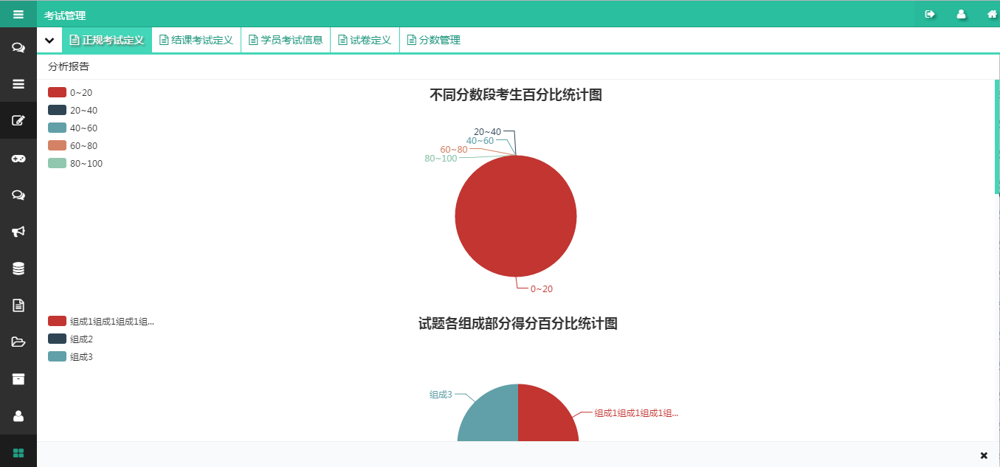 考试管理
正规考试定义 结课考试定义 学员考试信息 试卷定义 分数管理
分析报告
不同分数段考生百分比统计图
0~20
20~40
40~60
60~80
80~100
20~40
40~60
60~80
80~100
0~20
试题各组成部分得分百分比统计图
组成1组成1组成1组...
组成2
组成3
组成3
组成1组成1组成1组...